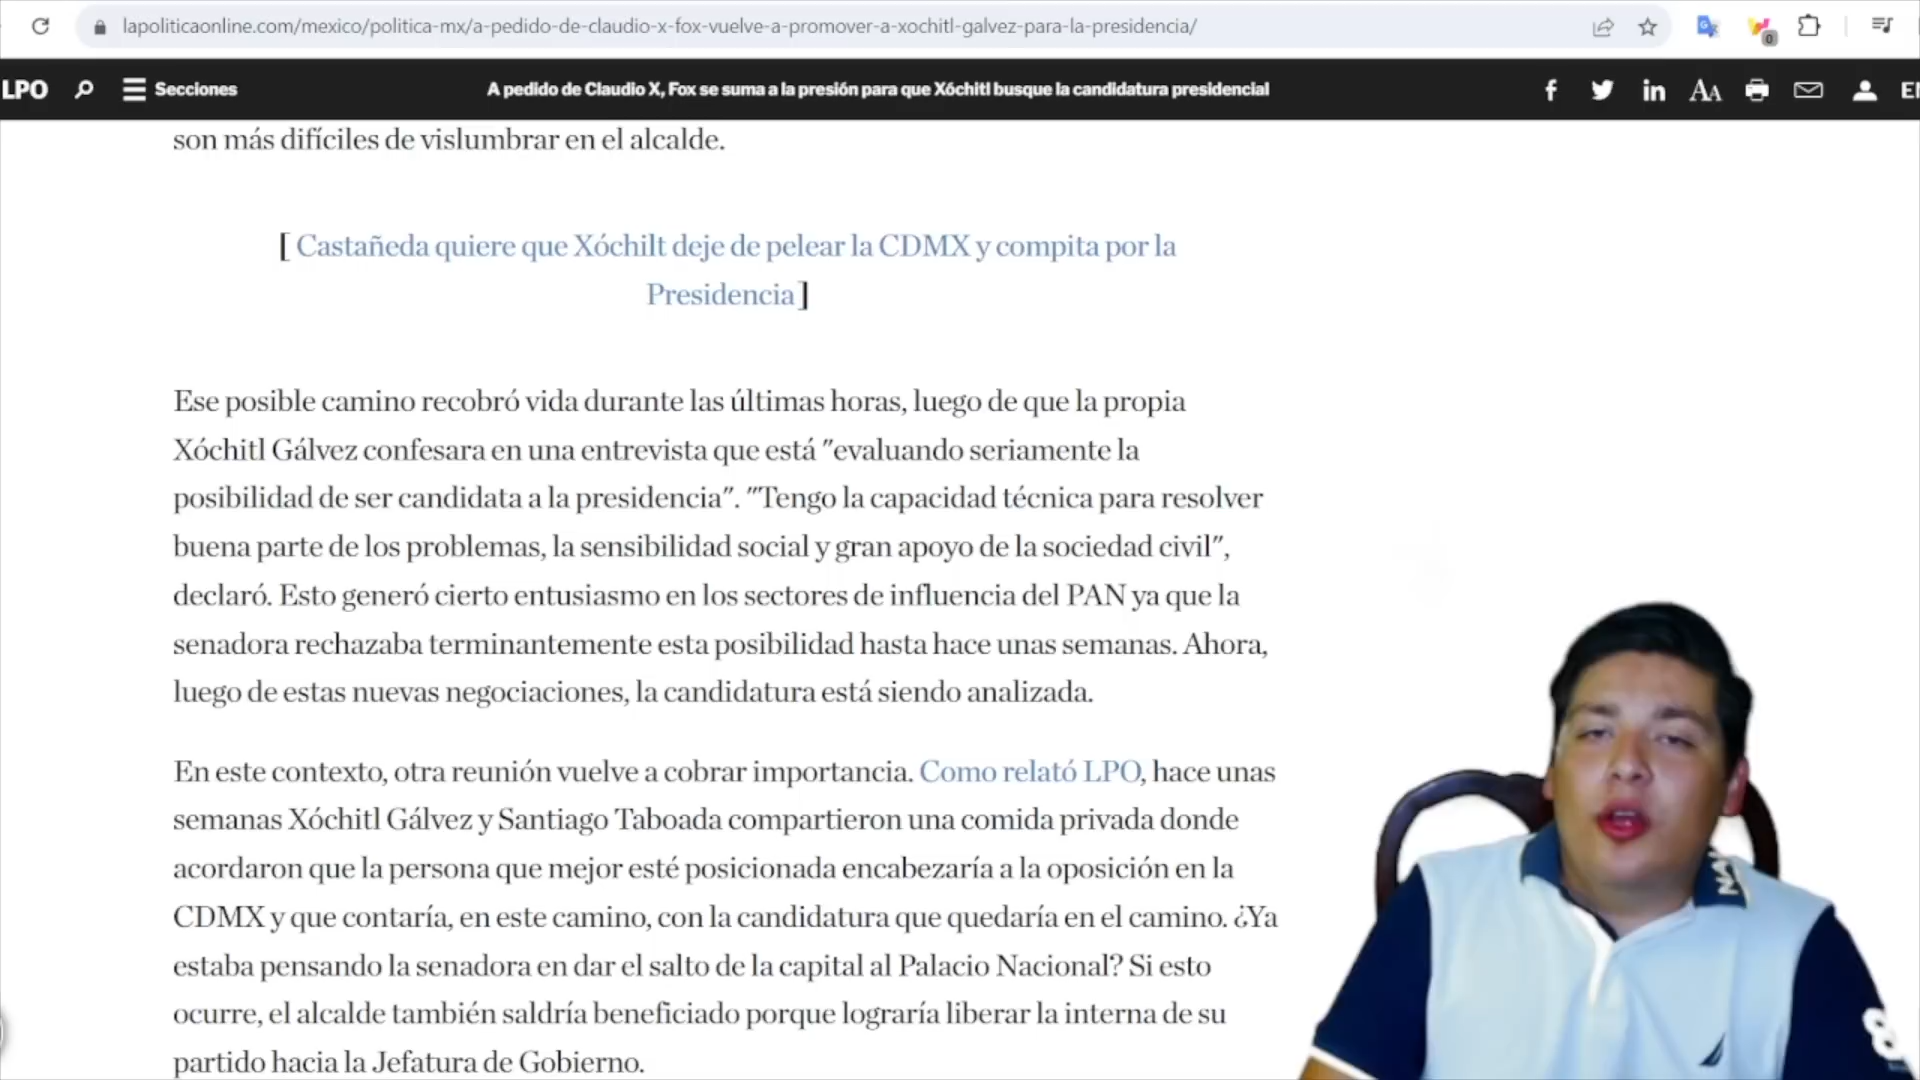 lapoliticaonline.com/mexico/politica-mx/a-pedido-de-claudio-x-fox-vuelve-a-promover-a-xochitl-galvez-para-la-presidencia/
0
LPO Secciones A pedido de Claudio X, Fox se suma a la presión para que Xóchitl busque la candidatura presidencial AA
son más difíciles de vislumbrar en el alcalde.
[ Castañeda quiere que Xóchilt deje de pelear la CDMX y compita por la
Presidencia ]
Ese posible camino recobró vida durante las últimas horas, luego de que la propia
Xóchitl Gálvez confesara en una entrevista que está "evaluando seriamente la
posibilidad de ser candidata a la presidencia". "Tengo la capacidad técnica para resolver
buena parte de los problemas, la sensibilidad social y gran apoyo de la sociedad civil",
declaró. Esto generó cierto entusiasmo en los sectores de influencia del PAN ya que la
senadora rechazaba terminantemente esta posibilidad hasta hace unas semanas. Ahora,
luego de estas nuevas negociaciones, la candidatura está siendo analizada.
En este contexto, otra reunión vuelve a cobrar importancia. Como relató LPO, hace unas
semanas Xóchitl Gálvez y Santiago Taboada compartieron una comida privada donde
acordaron que la persona que mejor esté posicionada encabezaría a la oposición en la
CDMX y que contaría, en este camino, con la candidatura que quedaría en el camino. ¿Ya
estaba pensando la senadora en dar el salto de la capital al Palacio Nacional? Si esto
ocurre, el alcalde también saldría beneficiado porque lograría liberar la interna de su
partido hacia la Jefatura de Gobierno.